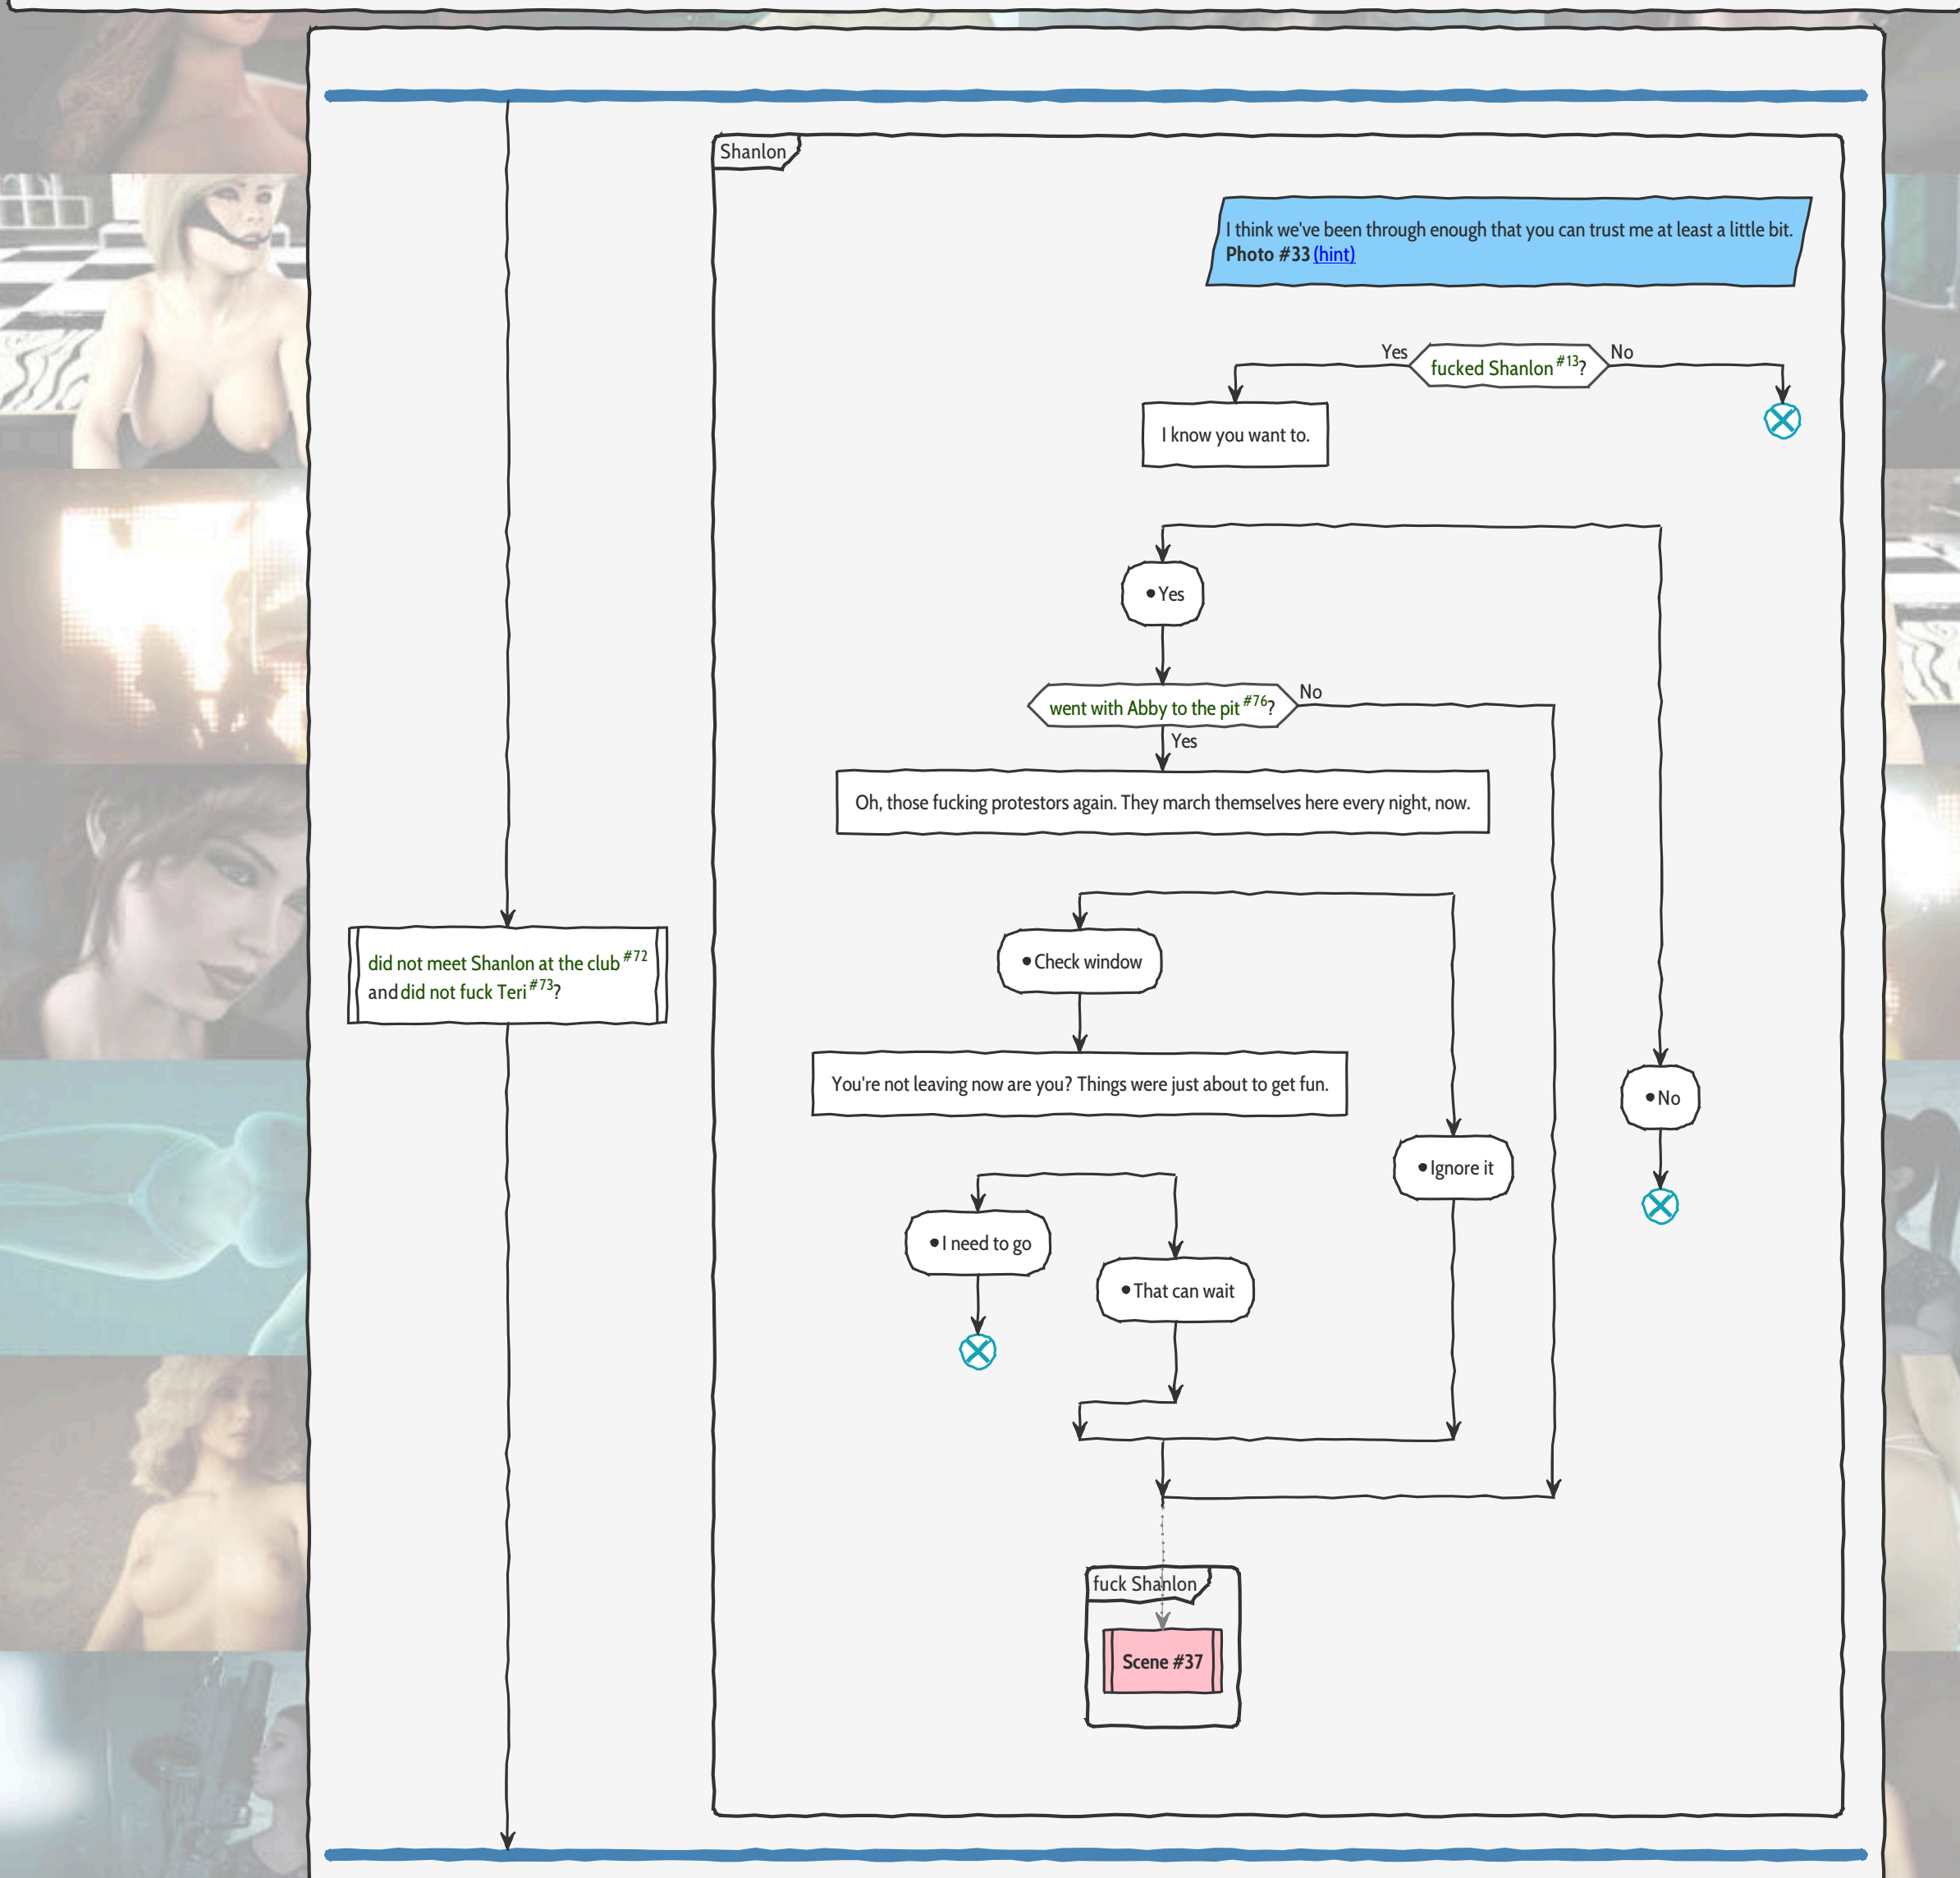 Shanlon
I think we've been through enough that you can trust me at least a little bit.
Photo #33 (hint)
Yes
fucked Shanlon #13?
No
I know you want to.
• Yes
went with Abby to the pit #76?
No
Yes
Oh, those fucking protestors again. They march themselves here every night, now.
• Check window
did not meet Shanlon at the club #72
and did not fuck Teri #73?
You're not leaving now are you? Things were just about to get fun.
• No
• Ignore it
• I need to go
• That can wait
fuck Shanlon
Scene #37